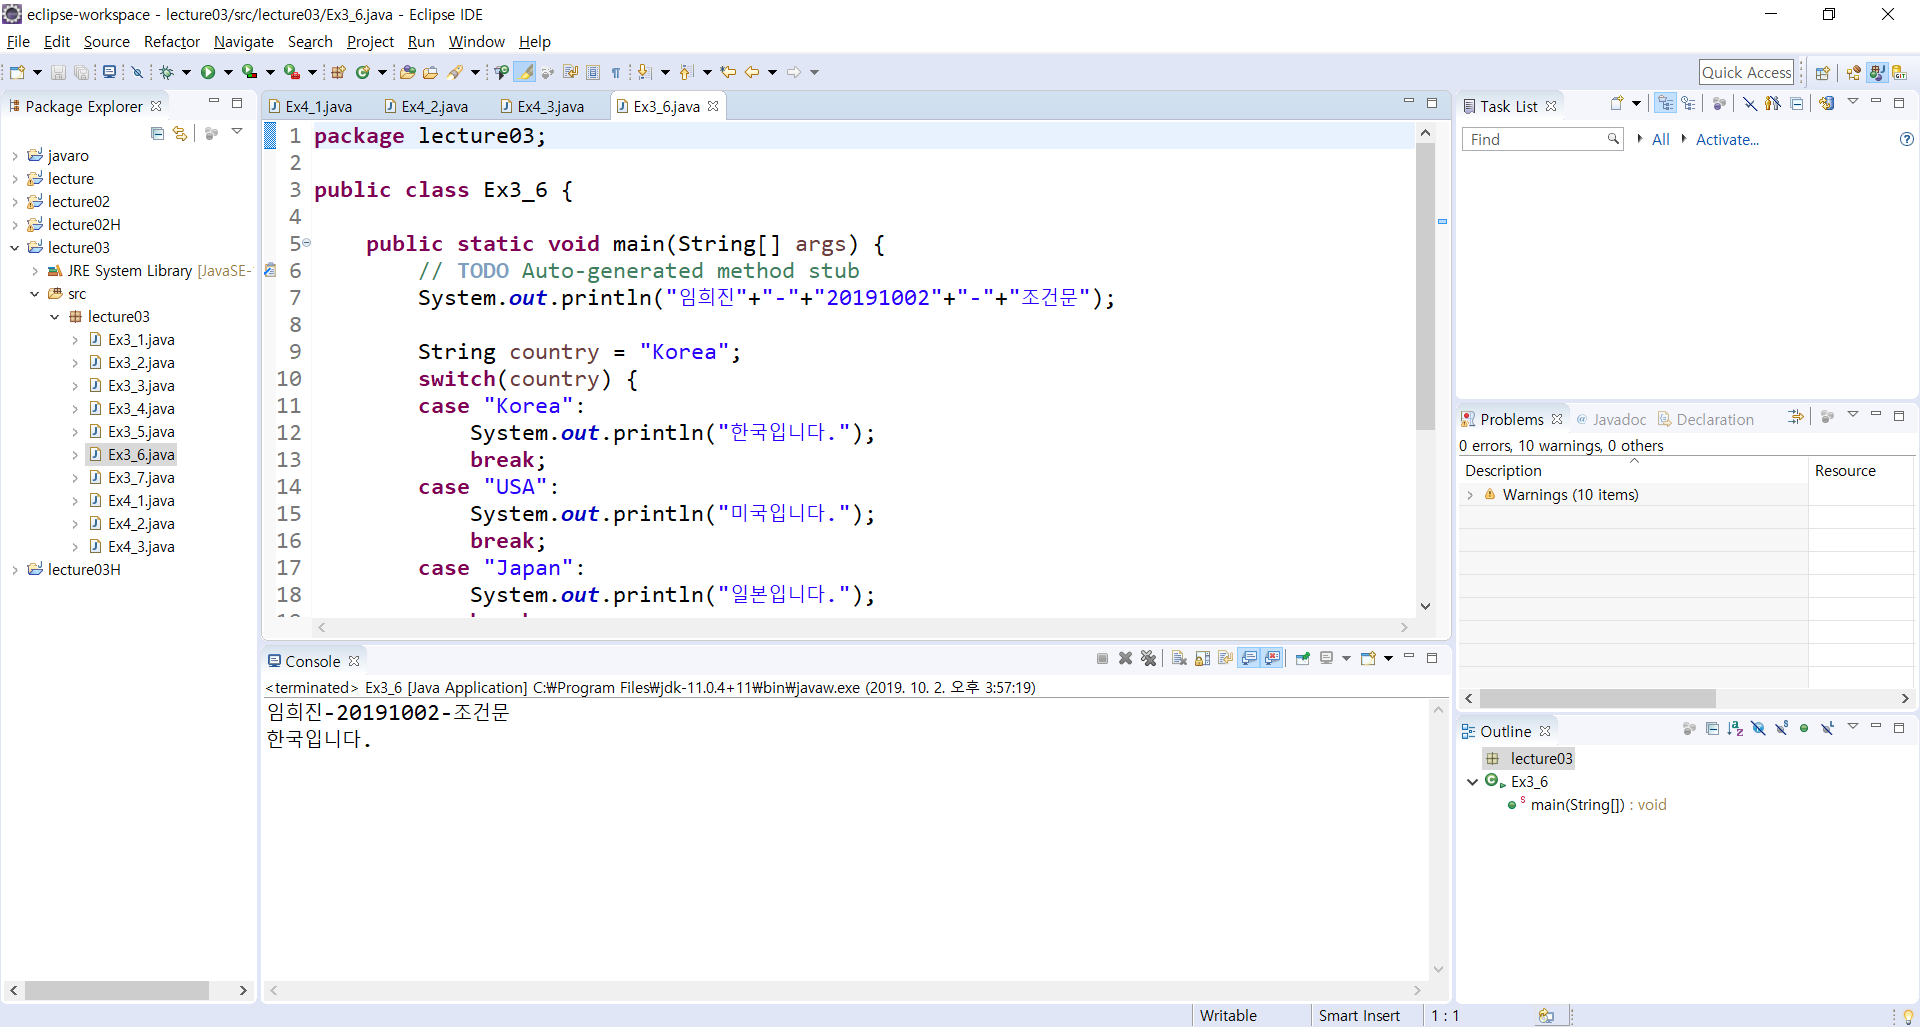 eclipse-workspace - lecture03/src/lecture03/Ex3_6.java - Eclipse IDE
File Edit Source Refactor Navigate Search Project Run Window Help
Quick Access
Package Explorer
javaro
lecture
lecture02
lecture02H
lecture03
JRE System Library [JavaSE-
src
lecture03
Ex3_1.java
Ex3_2.java
Ex3_3.java
Ex3_4.java
Ex3_5.java
Ex3_6.java
Ex3_7.java
Ex4_1.java
Ex4_2.java
Ex4_3.java
lecture03H
Ex4_1.java Ex4_2.java Ex4_3.java Ex3_6.java
1 package lecture03;
2
3 public class Ex3_6 {
4
5 public static void main(String[] args) {
6 // TODO Auto-generated method stub
7 System.out.println("임희진"+"-"+"20191002"+"-"+"조건문");
8
9 String country = "Korea";
10 switch(country) {
11 case "Korea":
12 System.out.println("한국입니다.");
13 break;
14 case "USA":
15 System.out.println("미국입니다.");
16 break;
17 case "Japan":
18 System.out.println("일본입니다.");
Console
<terminated> Ex3_6 [Java Application] C:₩Program Files₩jdk-11.0.4+11₩bin₩javaw.exe (2019. 10. 2. 오후 3:57:19)
임희진-20191002-조건문
한국입니다.
Task List
Find All Activate...
Problems Javadoc Declaration
0 errors, 10 warnings, 0 others
Description Resource
Warnings (10 items)
Outline
lecture03
Ex3_6
main(String[]) : void
Writable Smart Insert 1 : 1